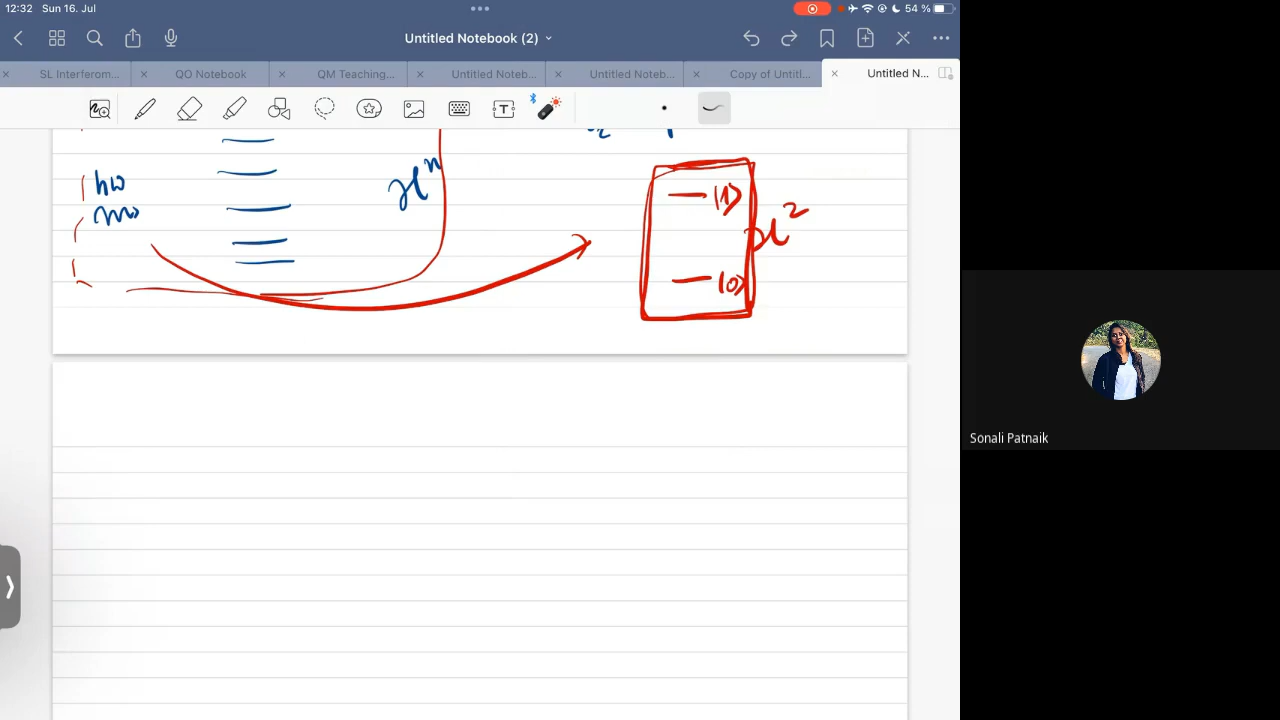 12:32 Sun 16. Jul
54 %
Untitled Notebook (2)
SL Interferom...
QO Notebook
QM Teaching...
Untitled Noteb...
Untitled Noteb...
Copy of Untitl...
Untitled N...
ħω
ℋⁿ
|1⟩
ℋ²
|0⟩
Sonali Patnaik